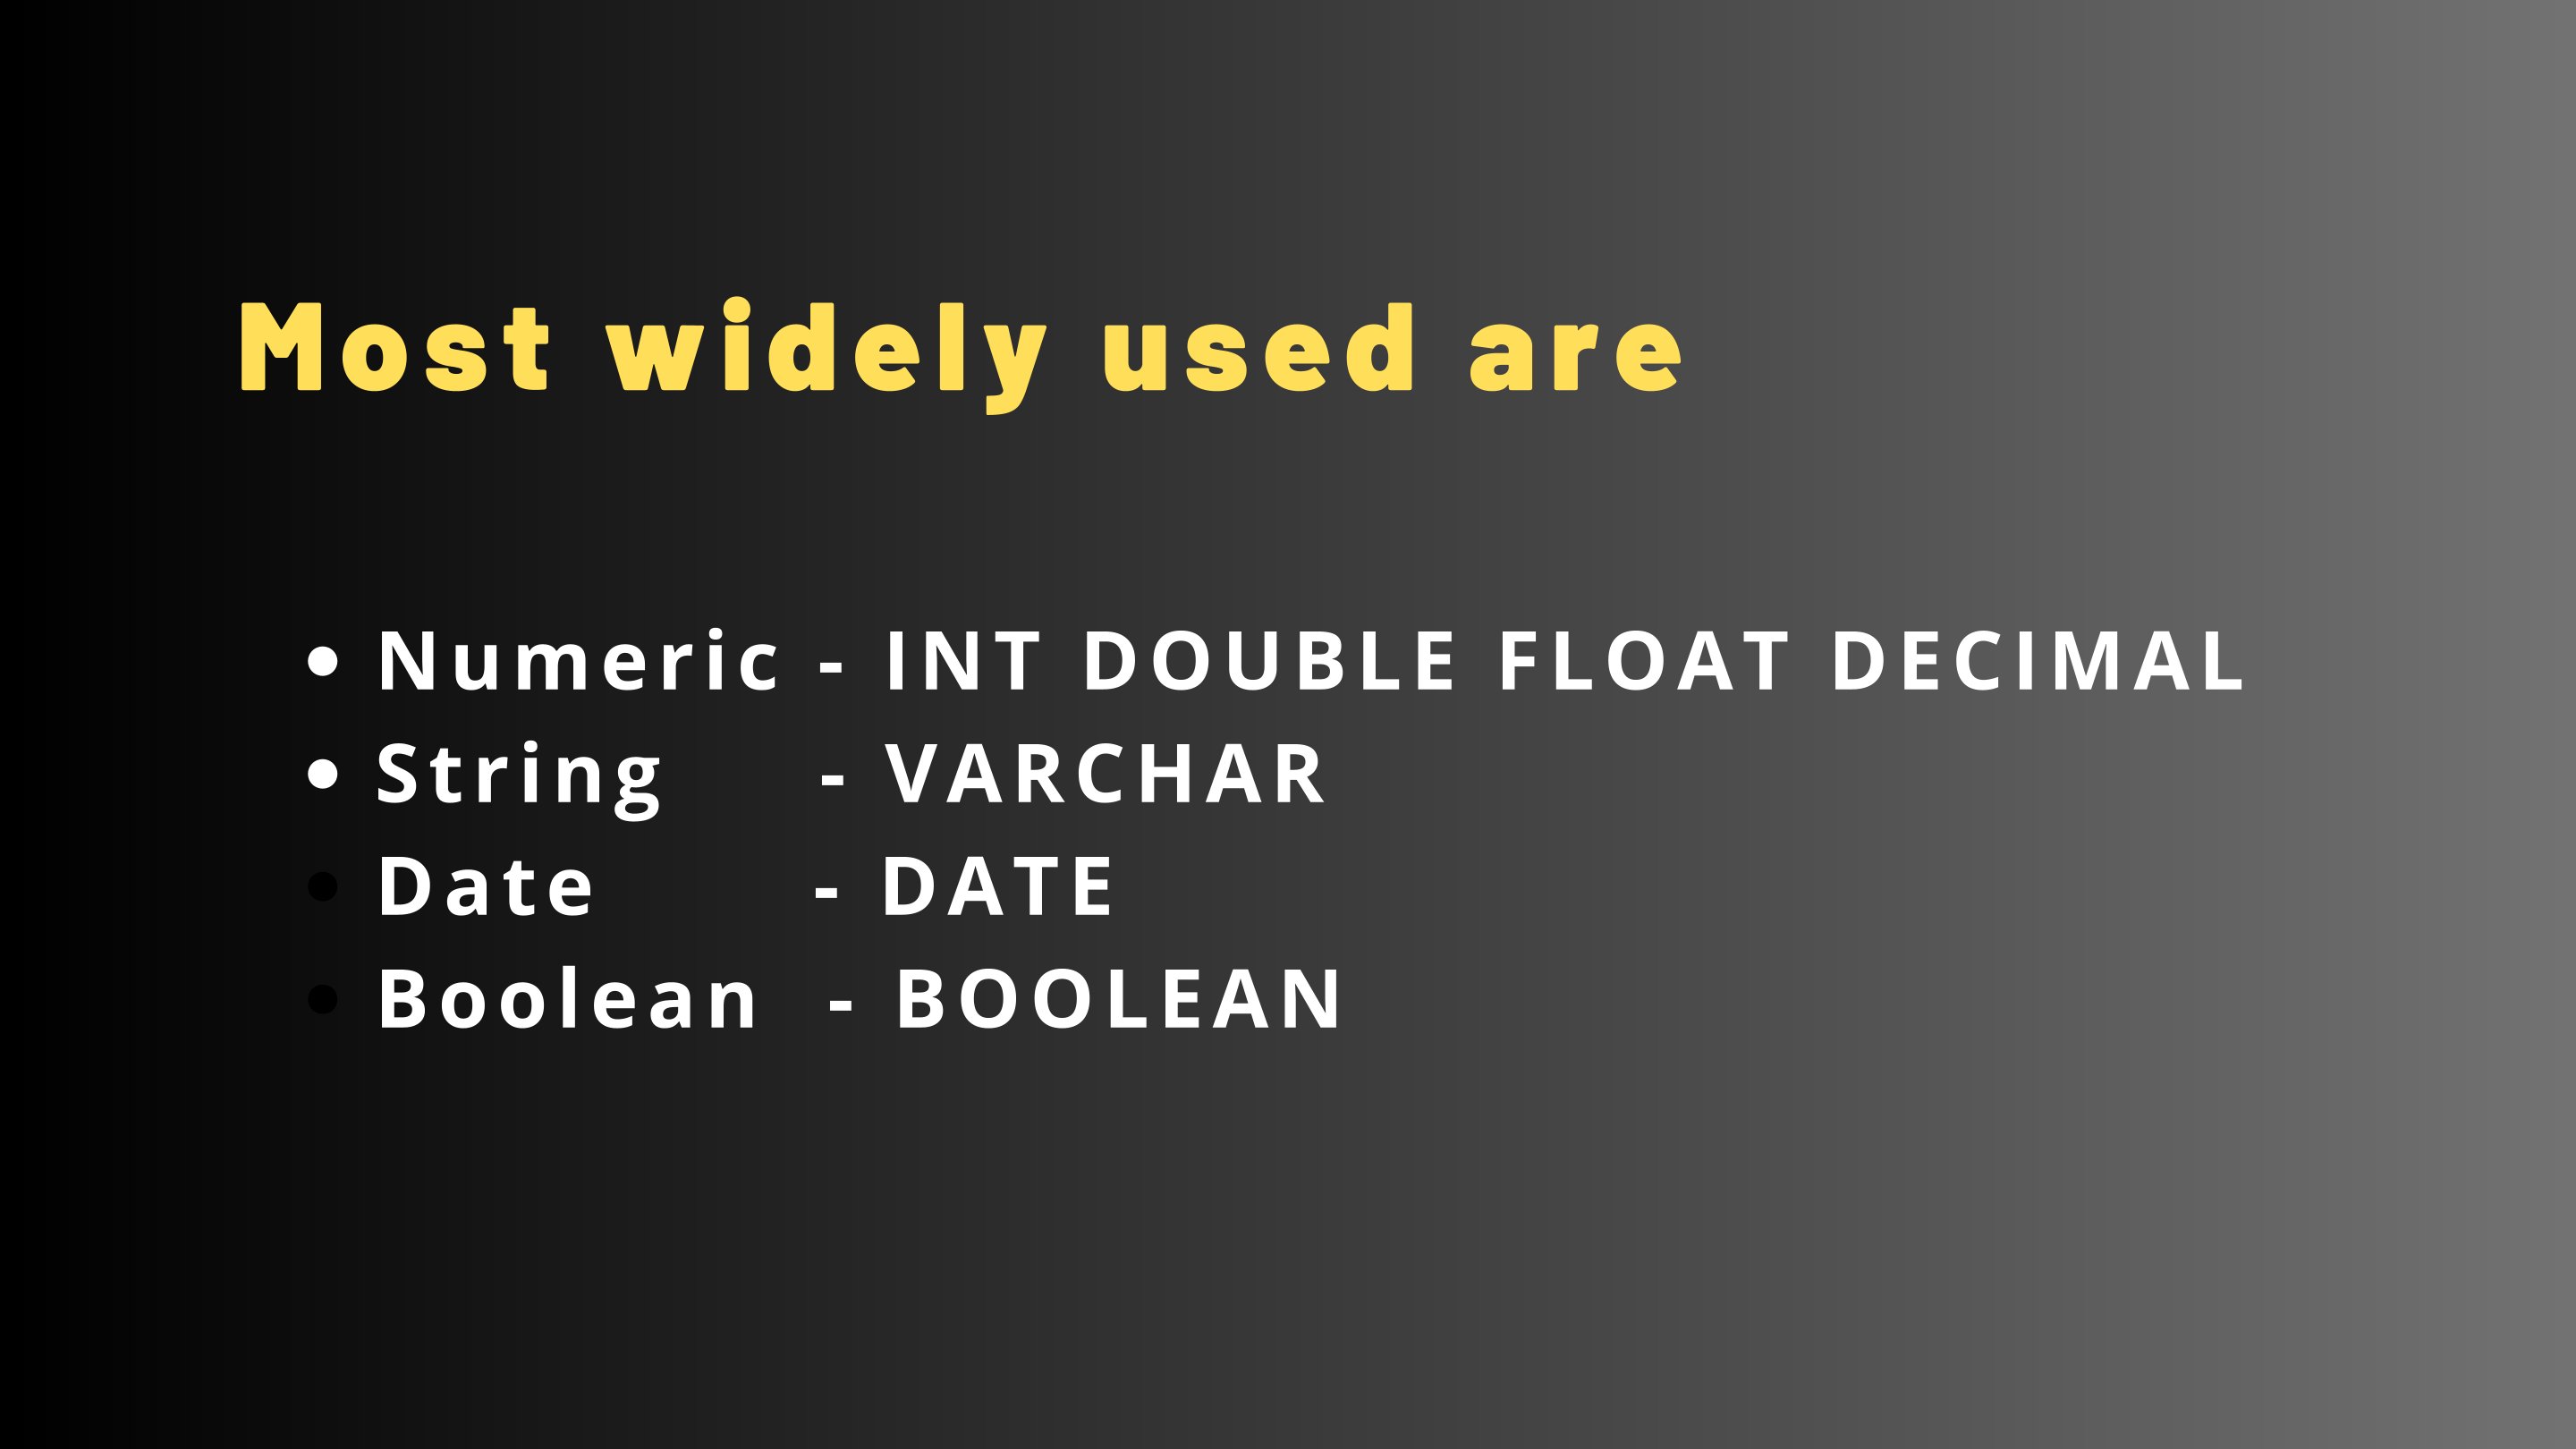 Most widely used are
• Numeric - INT DOUBLE FLOAT DECIMAL
• String - VARCHAR
• Date - DATE
• Boolean - BOOLEAN